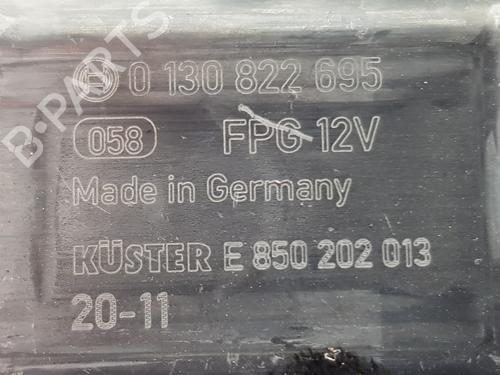 B-PARTS
0 130 822 695
058 FPG 12V
Made in Germany
KÜSTER E 850 202 013
20-11